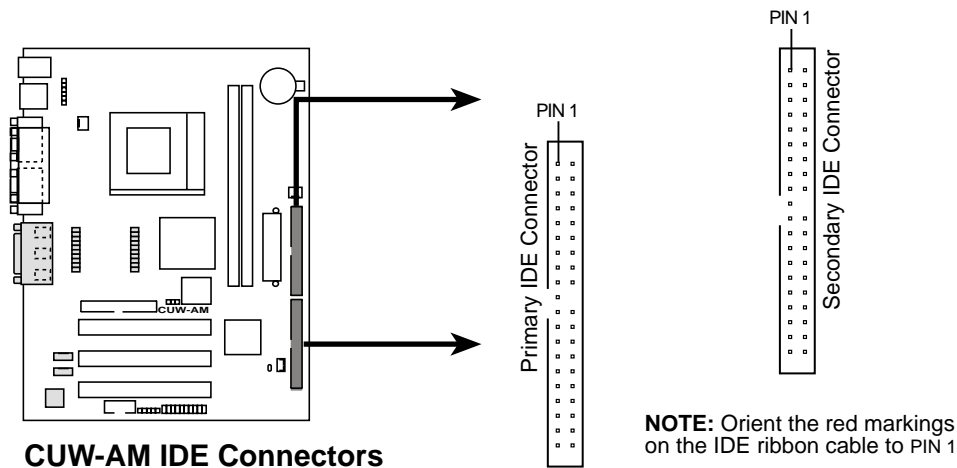 PIN 1
Secondary IDE Connector
PIN 1
Primary IDE Connector
CUW-AM
NOTE: Orient the red markings
on the IDE ribbon cable to PIN 1
CUW-AM IDE Connectors